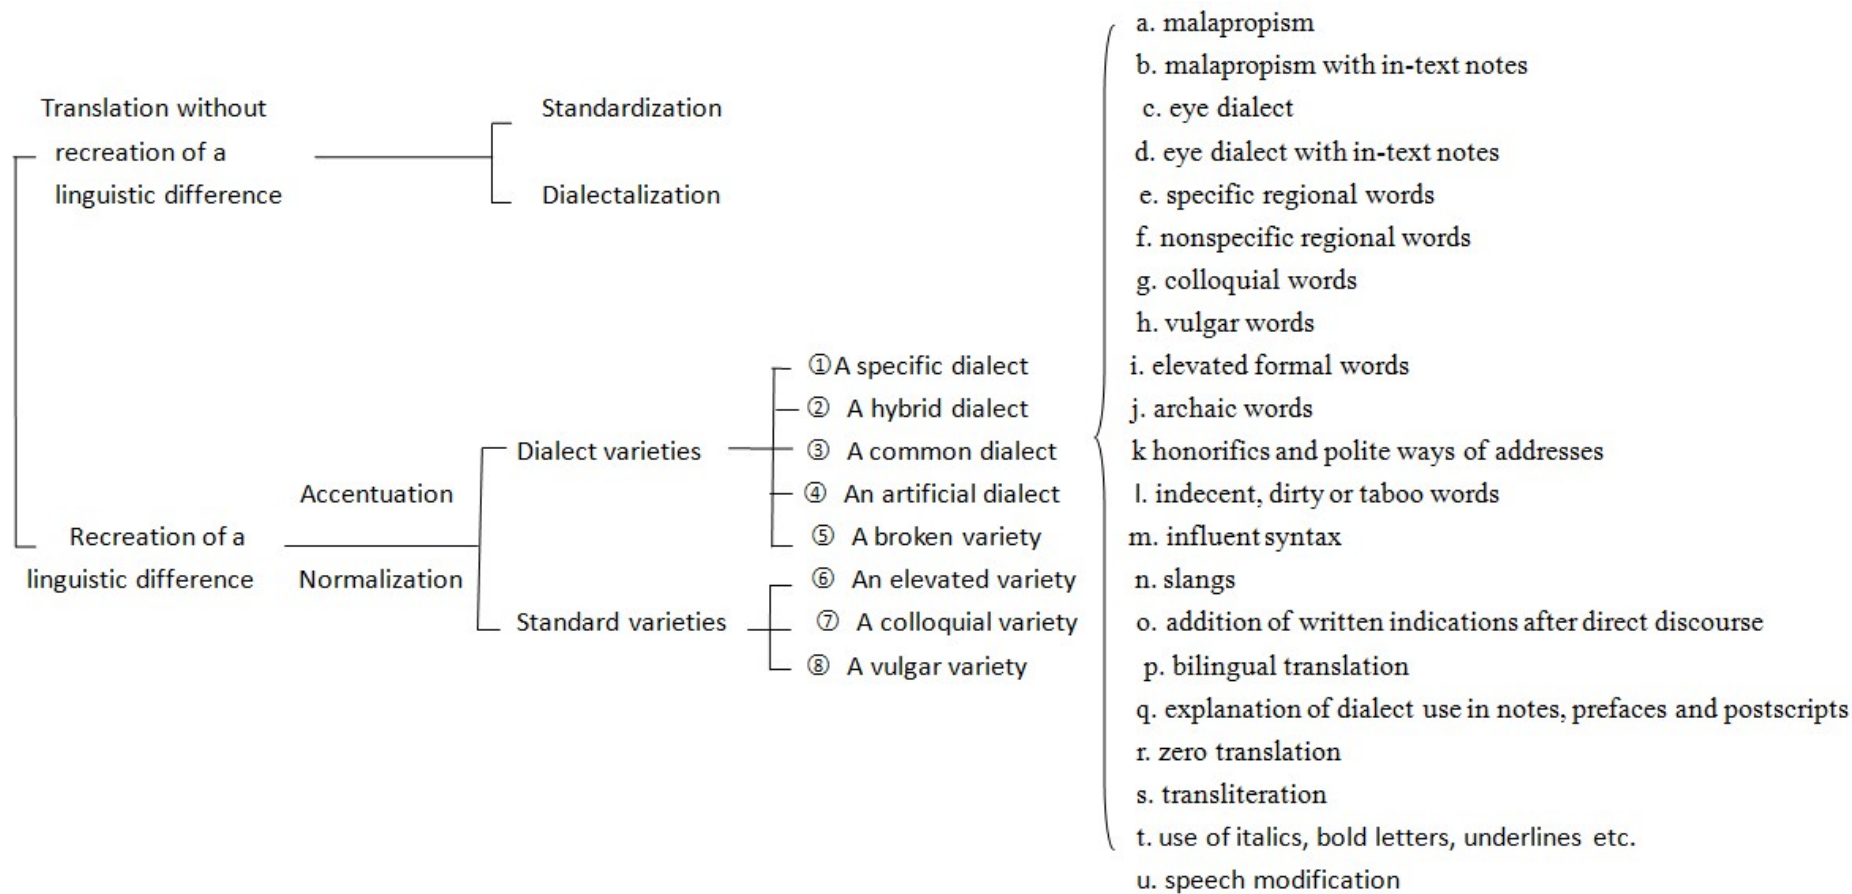 Translation without
recreation of a
linguistic difference
Standardization
Dialectalization
Recreation of a
linguistic difference
Accentuation
Normalization
Dialect varieties
Standard varieties
①A specific dialect
② A hybrid dialect
③ A common dialect
④ An artificial dialect
⑤ A broken variety
⑥ An elevated variety
⑦ A colloquial variety
⑧ A vulgar variety
a. malapropism
b. malapropism with in-text notes
c. eye dialect
d. eye dialect with in-text notes
e. specific regional words
f. nonspecific regional words
g. colloquial words
h. vulgar words
i. elevated formal words
j. archaic words
k honorifics and polite ways of addresses
l. indecent, dirty or taboo words
m. influent syntax
n. slangs
o. addition of written indications after direct discourse
p. bilingual translation
q. explanation of dialect use in notes, prefaces and postscripts
r. zero translation
s. transliteration
t. use of italics, bold letters, underlines etc.
u. speech modification